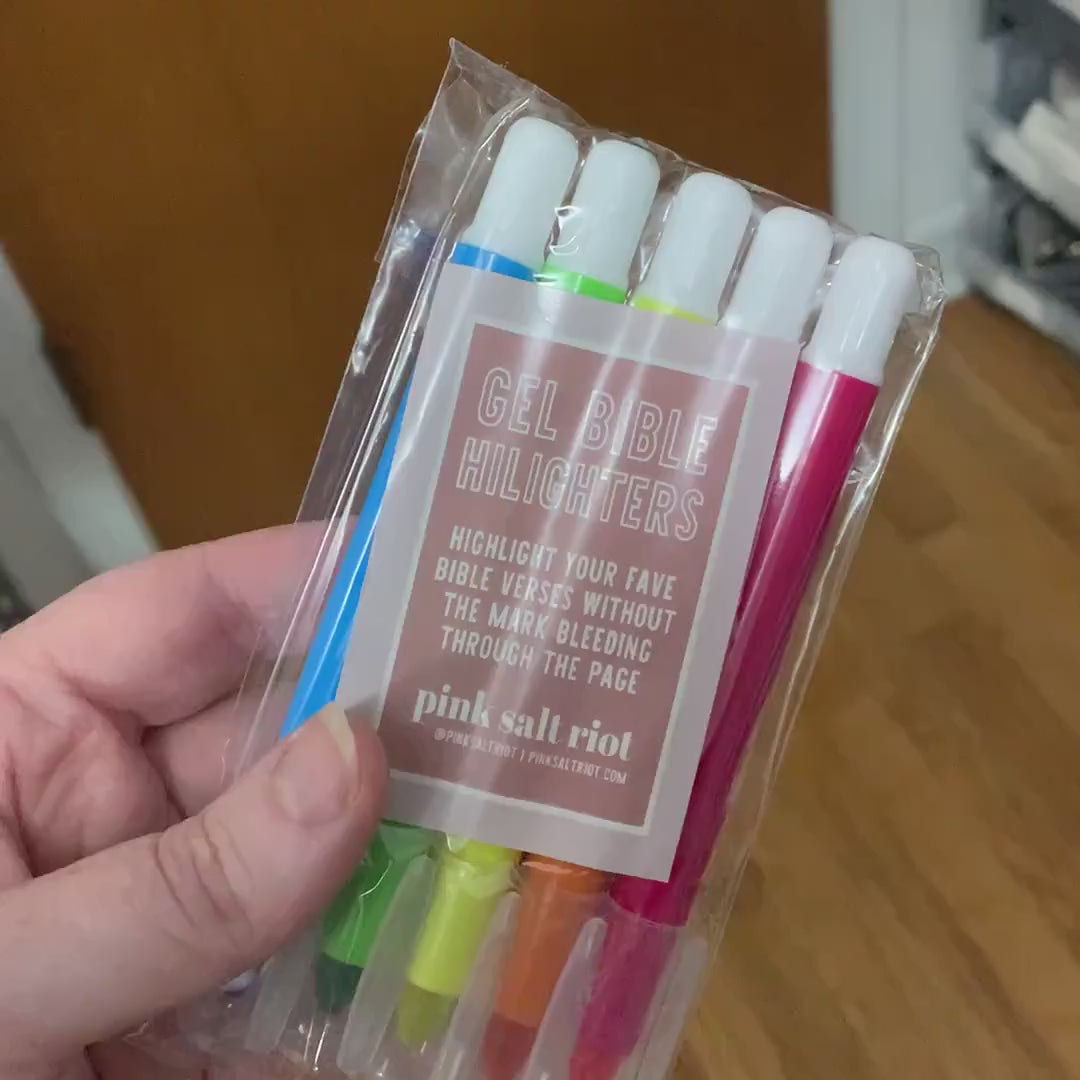 GEL BIBLE
HILIGHTERS
HIGHLIGHT YOUR FAVE
BIBLE VERSES WITHOUT
THE MARK BLEEDING
THROUGH THE PAGE
pink salt riot
@PINKSALTRIOT | PINKSALTRIOT.COM